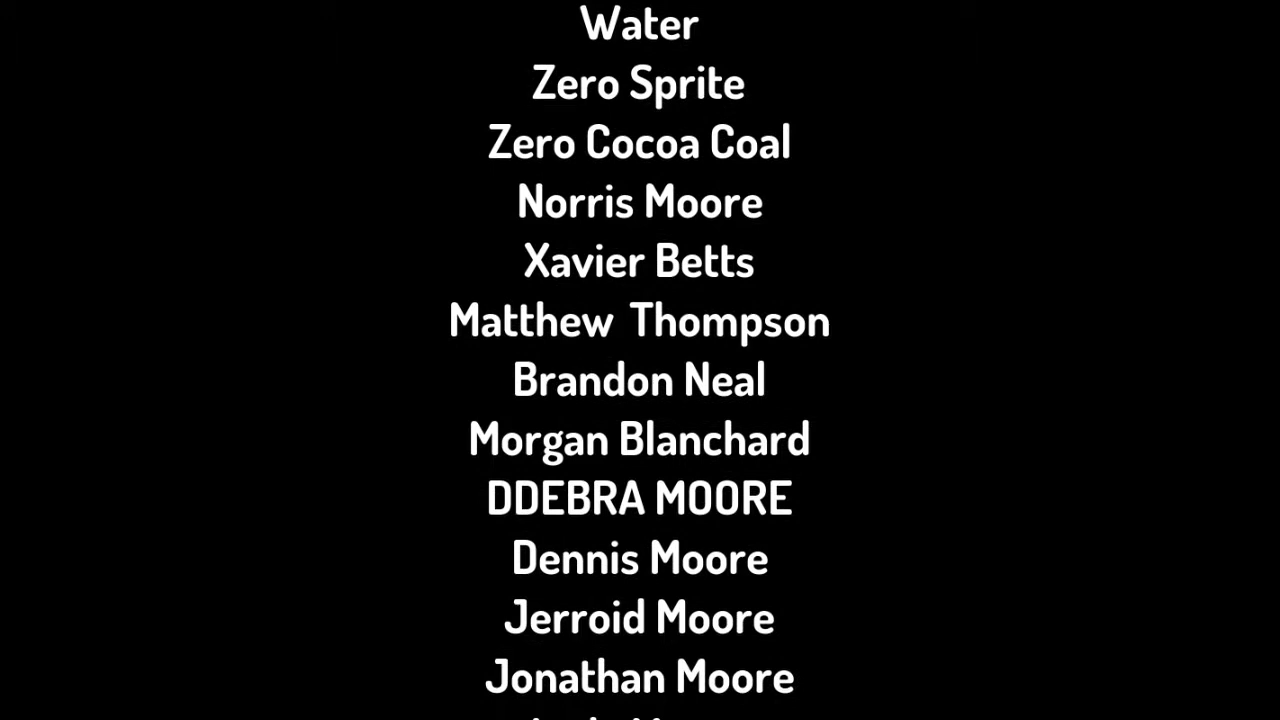 Water
Zero Sprite
Zero Cocoa Coal
Norris Moore
Xavier Betts
Matthew  Thompson
Brandon Neal
Morgan Blanchard
DDEBRA MOORE
Dennis Moore
Jerroid Moore
Jonathan Moore